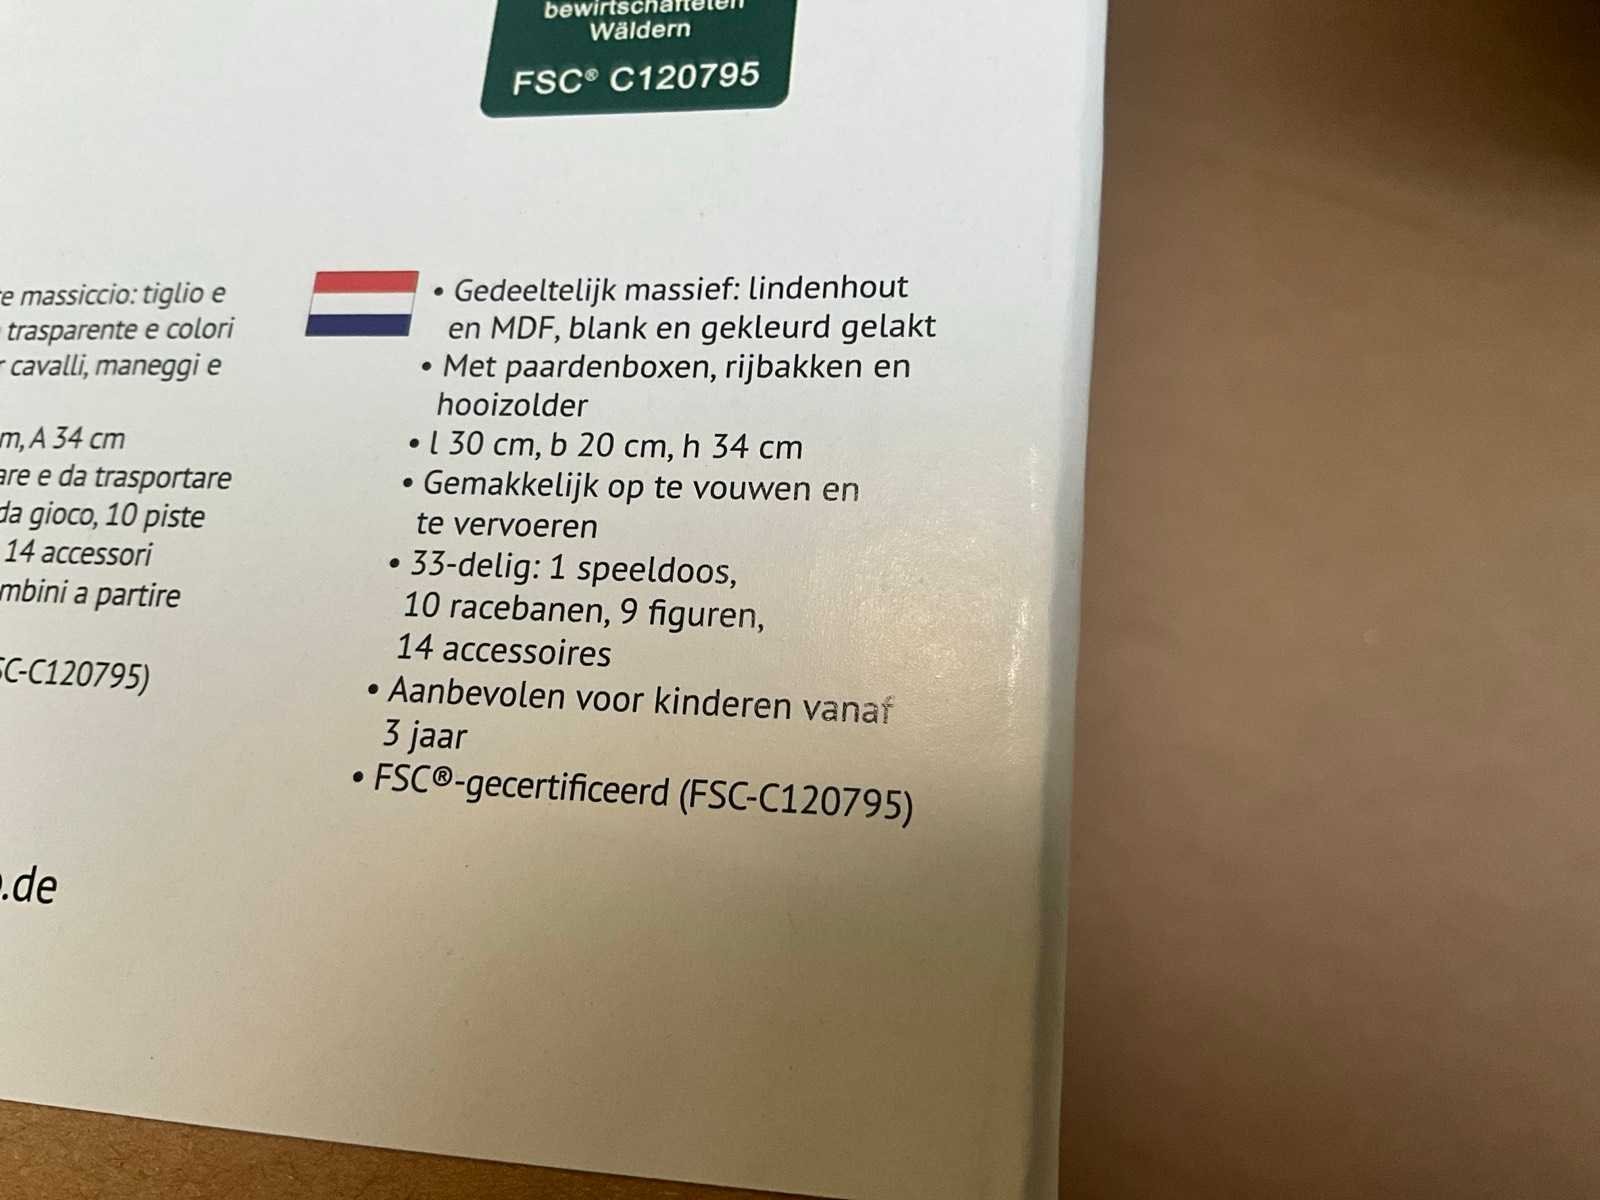 bewirtschafteten
Wäldern
FSC® C120795
massiccio: tiglio e
trasparente e colori
cavalli, maneggi e
m, A 34 cm
e da trasportare
da gioco, 10 piste
14 accessori
a partire
SC-C120795)
.de
• Gedeeltelijk massief: lindenhout
en MDF, blank en gekleurd gelakt
• Met paardenboxen, rijbakken en
hooizolder
• l 30 cm, b 20 cm, h 34 cm
• Gemakkelijk op te vouwen en
te vervoeren
• 33-delig: 1 speeldoos,
10 racebanen, 9 figuren,
14 accessoires
• Aanbevolen voor kinderen vanaf
3 jaar
• FSC®-gecertificeerd (FSC-C120795)